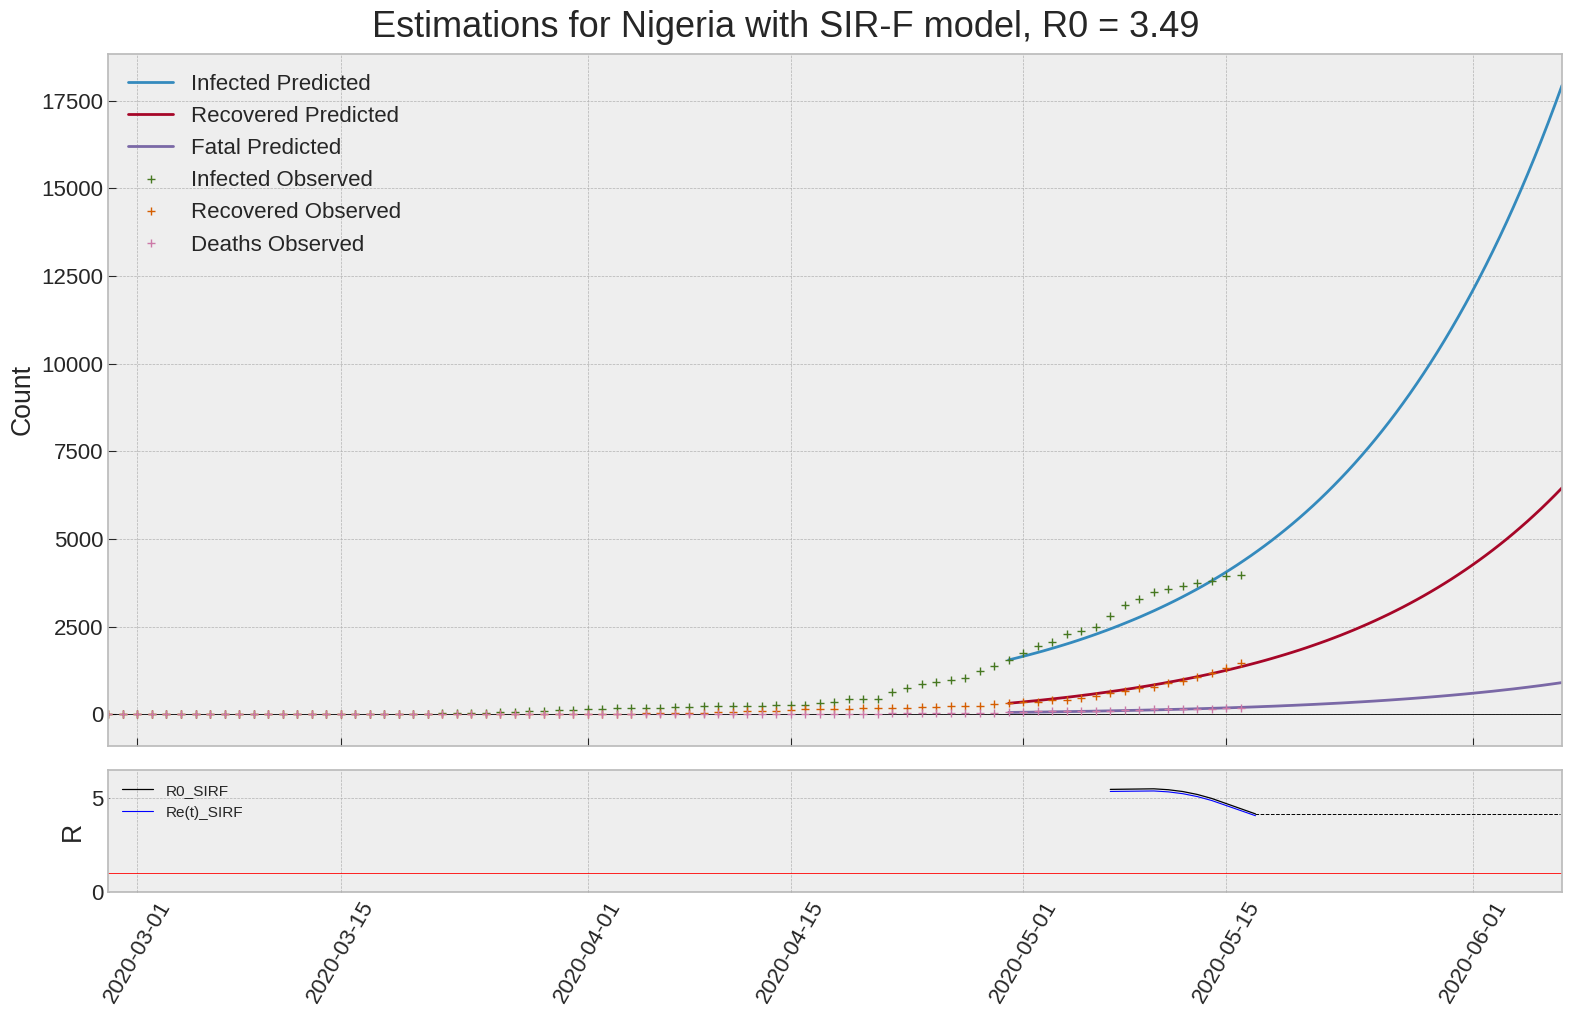 Estimations for Nigeria with SIR-F model, R0 = 3.49
Infected Predicted
Recovered Predicted
Fatal Predicted
Infected Observed
Recovered Observed
Deaths Observed
17500
15000
12500
10000
7500
5000
2500
0
Count
R0_SIRF
Re(t)_SIRF
5
0
R
2020-03-01
2020-03-15
2020-04-01
2020-04-15
2020-05-01
2020-05-15
2020-06-01